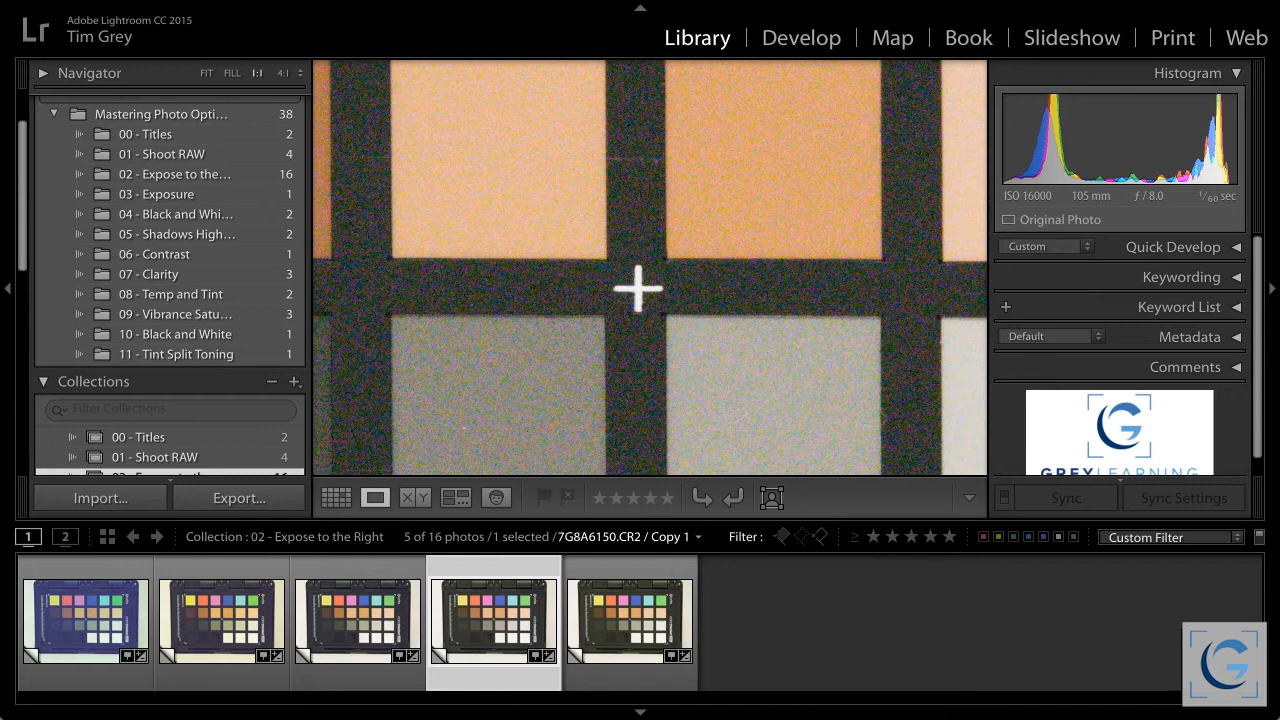 Lr
Adobe Lightroom CC 2015
Tim Grey
Library | Develop | Map | Book | Slideshow | Print | Web
Navigator FIT FILL 1:1 4:1
Mastering Photo Opti… 38
00 - Titles 2
01 - Shoot RAW 4
02 - Expose to the… 16
03 - Exposure 1
04 - Black and Whi… 2
05 - Shadows High… 2
06 - Contrast 1
07 - Clarity 3
08 - Temp and Tint 2
09 - Vibrance Satu… 3
10 - Black and White 1
11 - Tint Split Toning 1
Collections
Filter Collections
00 - Titles 2
01 - Shoot RAW 4
Import...
Export...
X Y
Histogram
ISO 16000 105 mm ƒ / 8.0 1/60 sec
Original Photo
Custom Quick Develop
Keywording
Keyword List
Default Metadata
Comments
GREYLEARNING
Sync
Sync Settings
1 2 Collection : 02 - Expose to the Right 5 of 16 photos / 1 selected / 7G8A6150.CR2 / Copy 1 Filter : ≥ Custom Filter